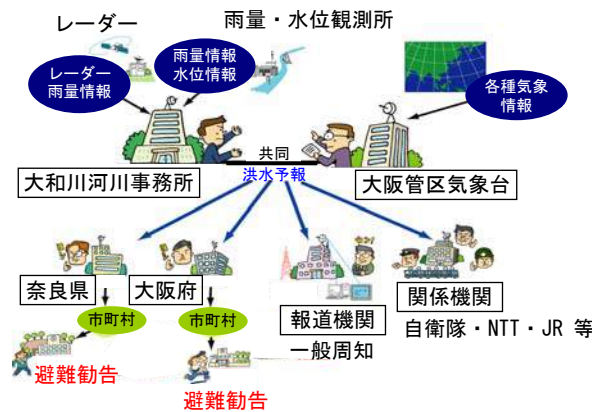 レーダー
雨量・水位観測所
レーダー
雨量情報
雨量情報
水位情報
各種気象
情報
共同
洪水予報
大和川河川事務所
大阪管区気象台
奈良県
大阪府
報道機関
関係機関
市町村
市町村
一般周知
自衛隊・NTT・JR 等
避難勧告
避難勧告